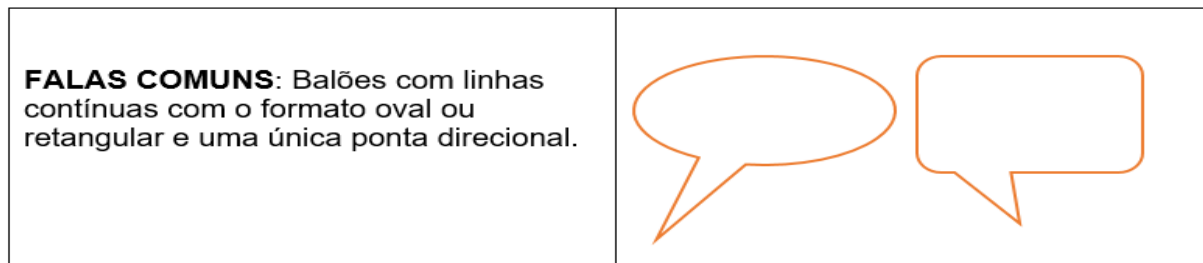 FALAS COMUNS: Balões com linhas
contínuas com o formato oval ou
retangular e uma única ponta direcional.